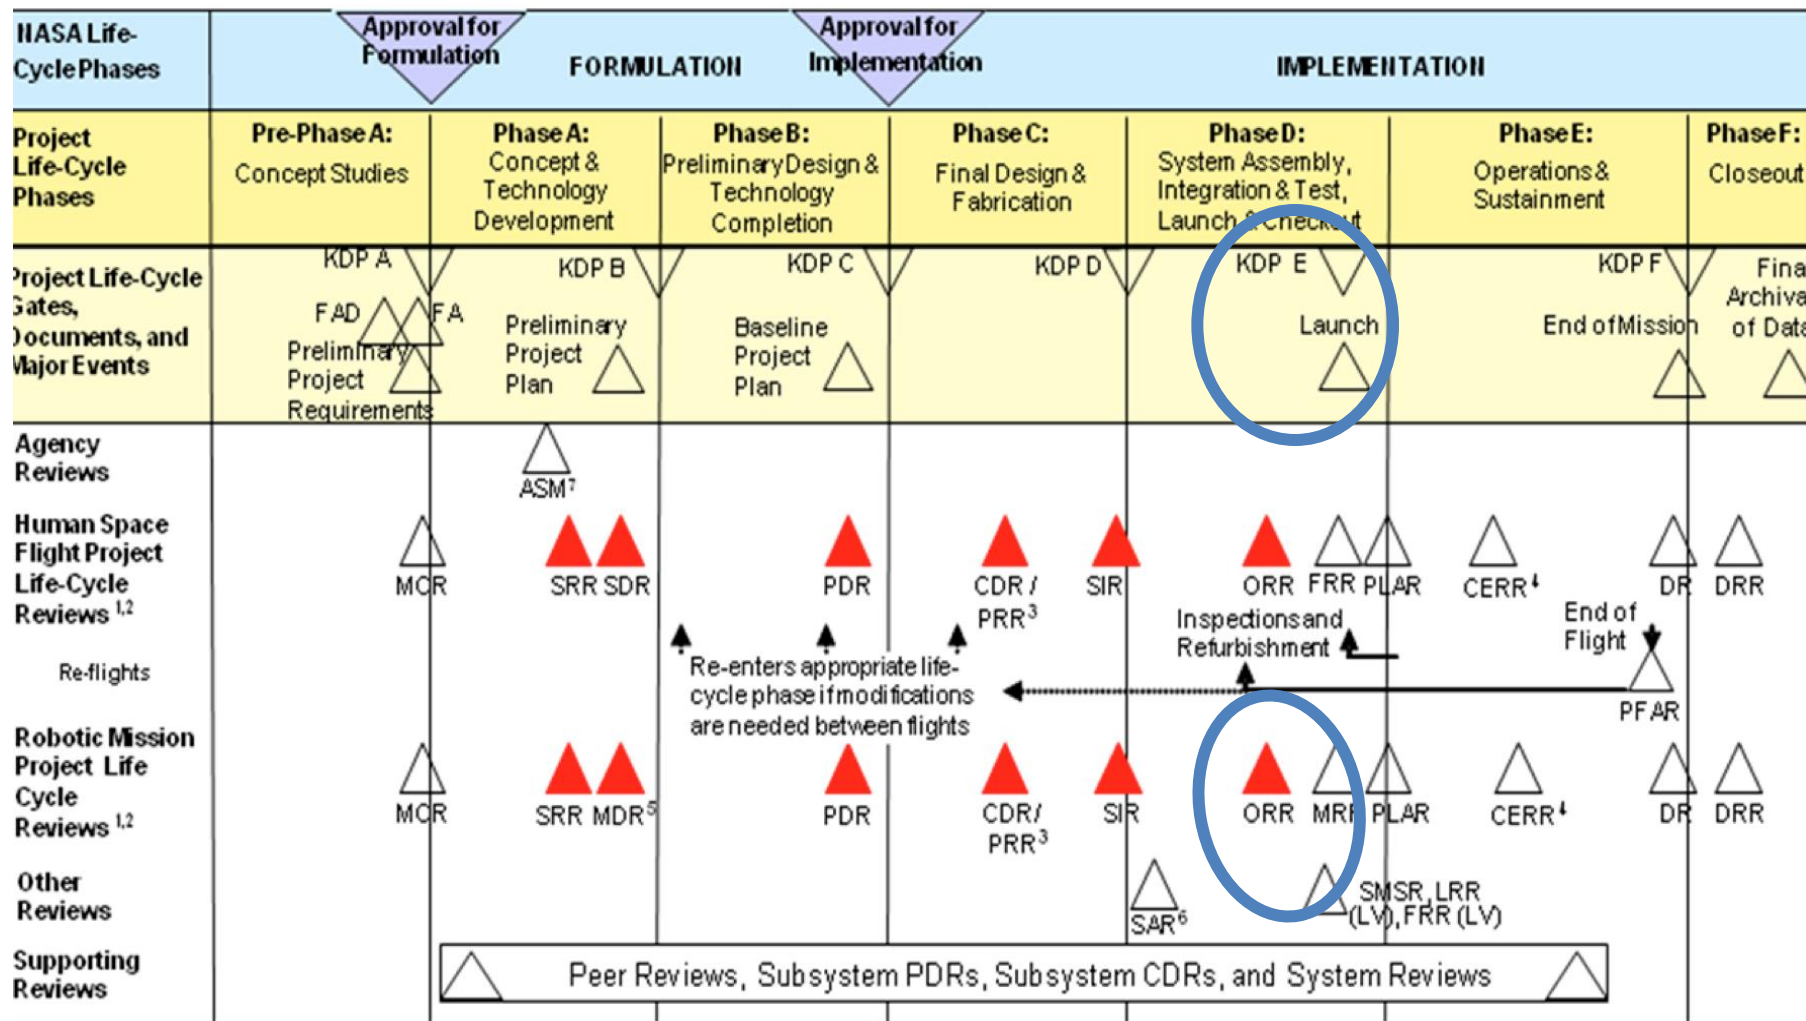 NASA Life-
Cycle Phases
Approval for
Formulation
FORMULATION
Approval for
Implementation
IMPLEMENTATION
Project
Life-Cycle
Phases
Pre-Phase A:
Concept Studies
Phase A:
Concept &
Technology
Development
Phase B:
Preliminary Design &
Technology
Completion
Phase C:
Final Design &
Fabrication
Phase D:
System Assembly,
Integration & Test,
Launch & Checkout
Phase E:
Operations &
Sustainment
Phase F:
Closeout
Project Life-Cycle
Gates,
Documents, and
Major Events
KDP A
FAD
FA
Preliminary
Project
Requirements
KDP B
Preliminary
Project
Plan
KDP C
Baseline
Project
Plan
KDP D
KDP E
Launch
KDP F
End of Mission
Fina
Archiva
of Data
Agency
Reviews
ASM7
Human Space
Flight Project
Life-Cycle
Reviews 1,2
MCR
SRR SDR
PDR
CDR /
PRR3
SIR
ORR
FRR
PLAR
CERR4
DR
DRR
Re-flights
Re-enters appropriate life-
cycle phase if modifications
are needed between flights
Inspections and
Refurbishment
End of
Flight
PFAR
Robotic Mission
Project Life
Cycle
Reviews 1,2
MCR
SRR MDR5
PDR
CDR/
PRR3
SIR
ORR
MRR
PLAR
CERR4
DR
DRR
Other
Reviews
SAR6
SMSR, LRR
(LV), FRR (LV)
Supporting
Reviews
Peer Reviews, Subsystem PDRs, Subsystem CDRs, and System Reviews